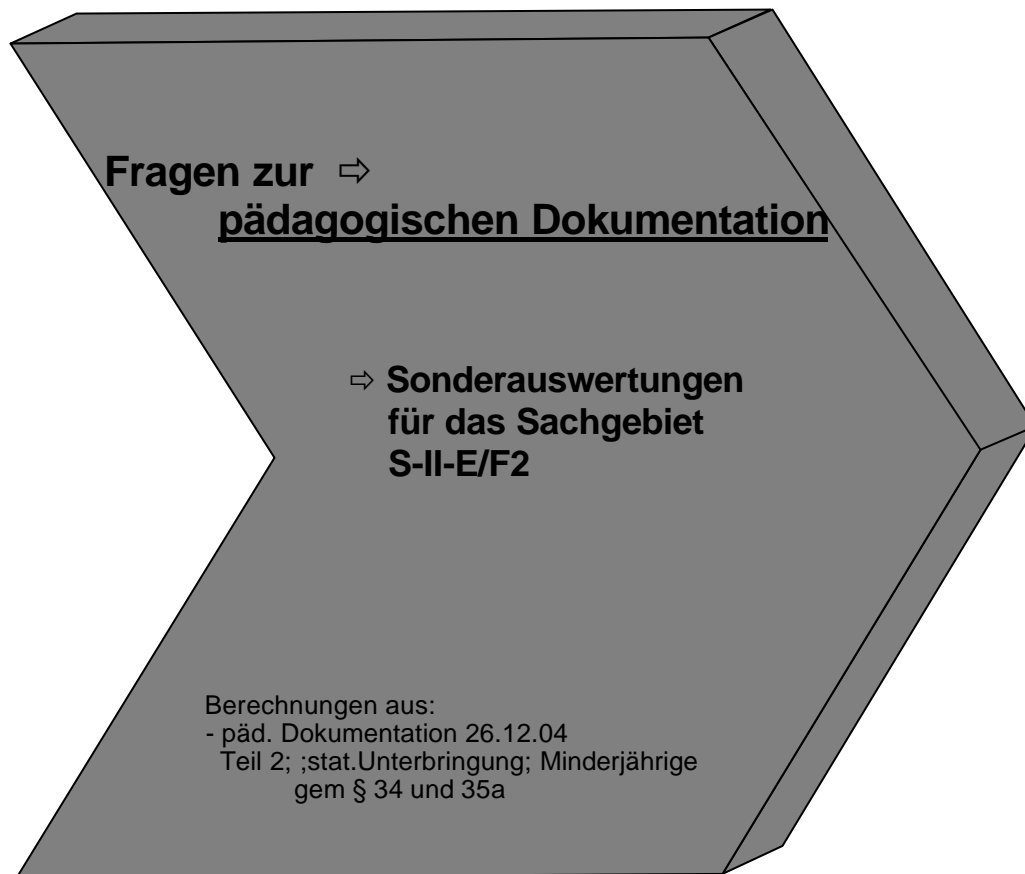 Fragen zur ⇨
pädagogischen Dokumentation
⇨ Sonderauswertungen
für das Sachgebiet
S-II-E/F2
Berechnungen aus:
- päd. Dokumentation 26.12.04
Teil 2; ;stat.Unterbringung; Minderjährige
gem § 34 und 35a